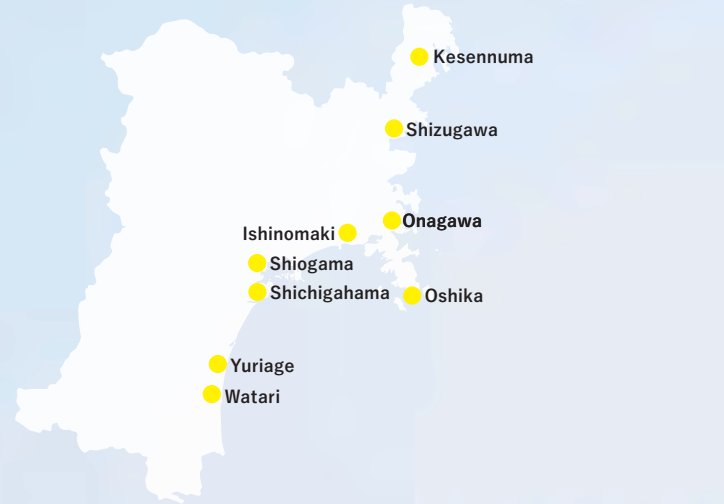 Kesennuma
Shizugawa
Onagawa
Ishinomaki
Shiogama
Shichigahama
Oshika
Yuriage
Watari